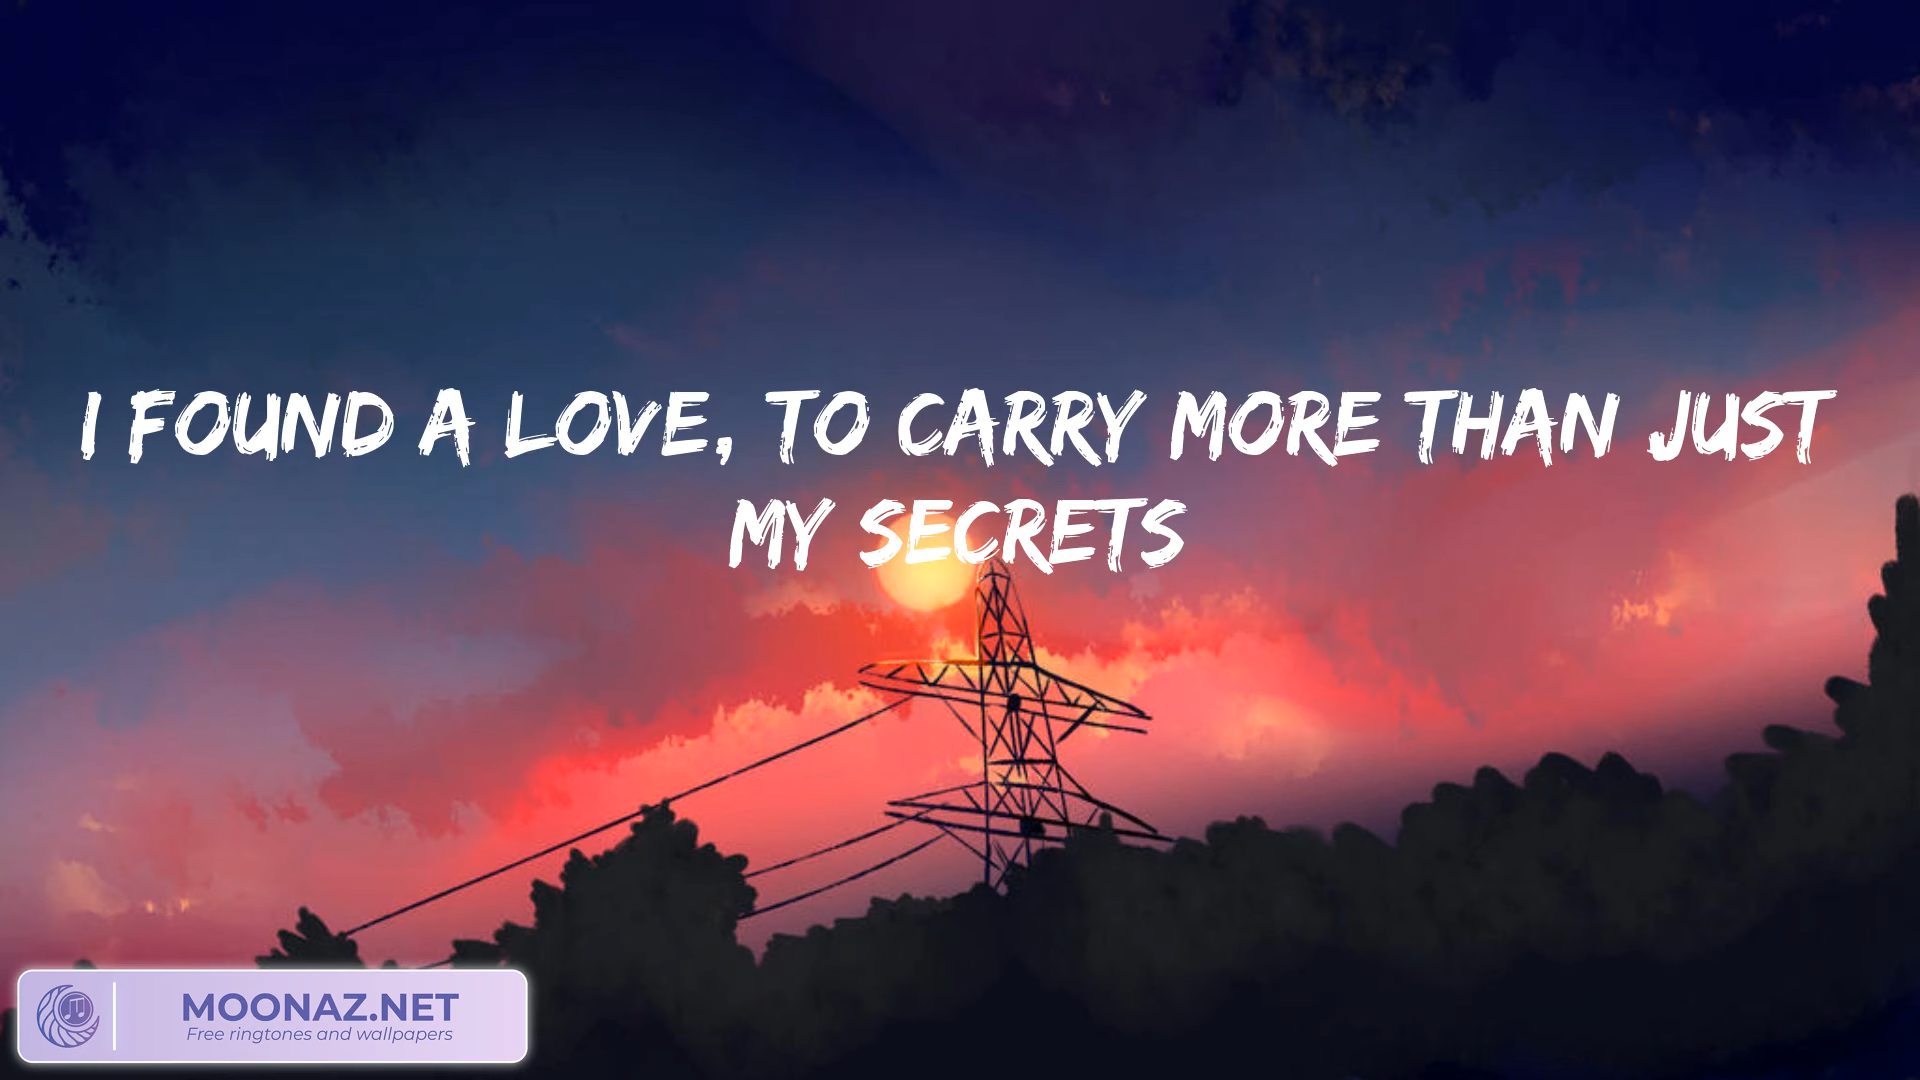 I FOUND A LOVE, TO CARRY MORE THAN JUST
MY SECRETS
MOONAZ.NET
Free ringtones and wallpapers